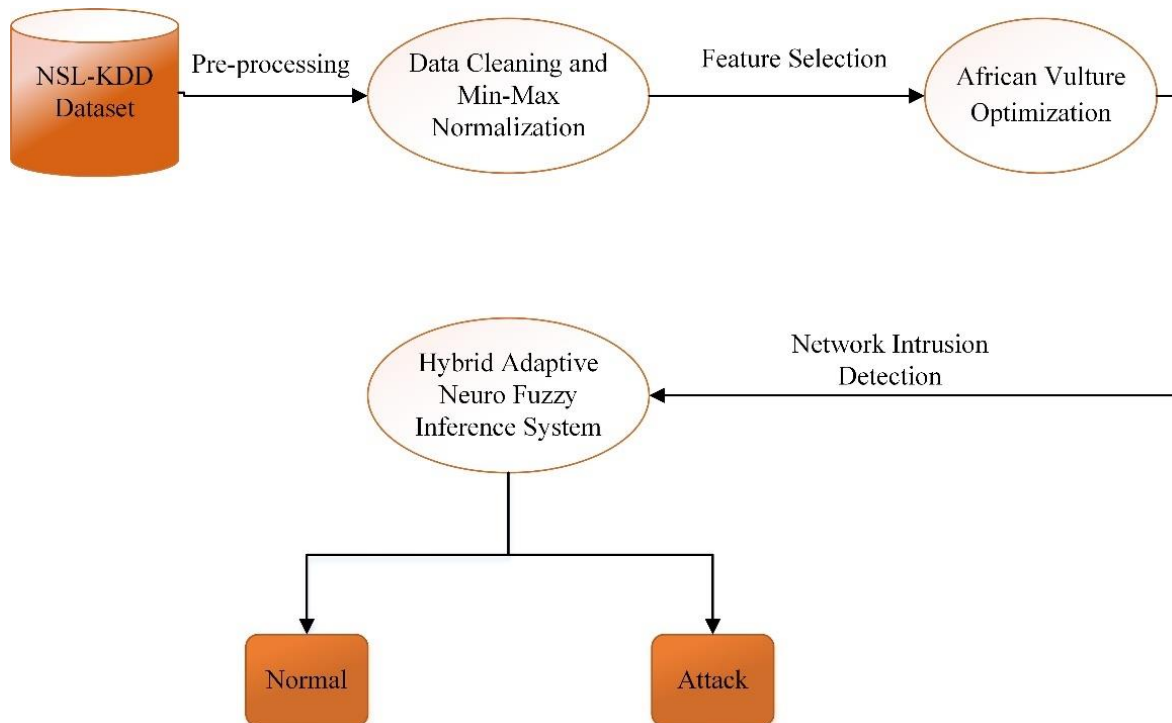 NSL-KDD
Dataset
Pre-processing
Data Cleaning and
Min-Max
Normalization
Feature Selection
African Vulture
Optimization
Network Intrusion
Detection
Hybrid Adaptive
Neuro Fuzzy
Inference System
Normal
Attack